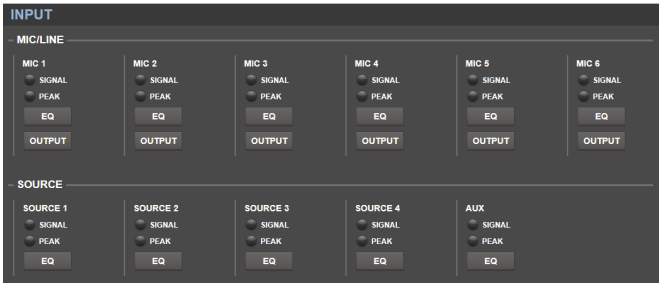 INPUT
MIC/LINE
MIC 1 MIC 2 MIC 3 MIC 4 MIC 5 MIC 6
SIGNAL SIGNAL SIGNAL SIGNAL SIGNAL SIGNAL
PEAK PEAK PEAK PEAK PEAK PEAK
EQ EQ EQ EQ EQ EQ
OUTPUT OUTPUT OUTPUT OUTPUT OUTPUT OUTPUT
SOURCE
SOURCE 1 SOURCE 2 SOURCE 3 SOURCE 4 AUX
SIGNAL SIGNAL SIGNAL SIGNAL SIGNAL
PEAK PEAK PEAK PEAK PEAK
EQ EQ EQ EQ EQ